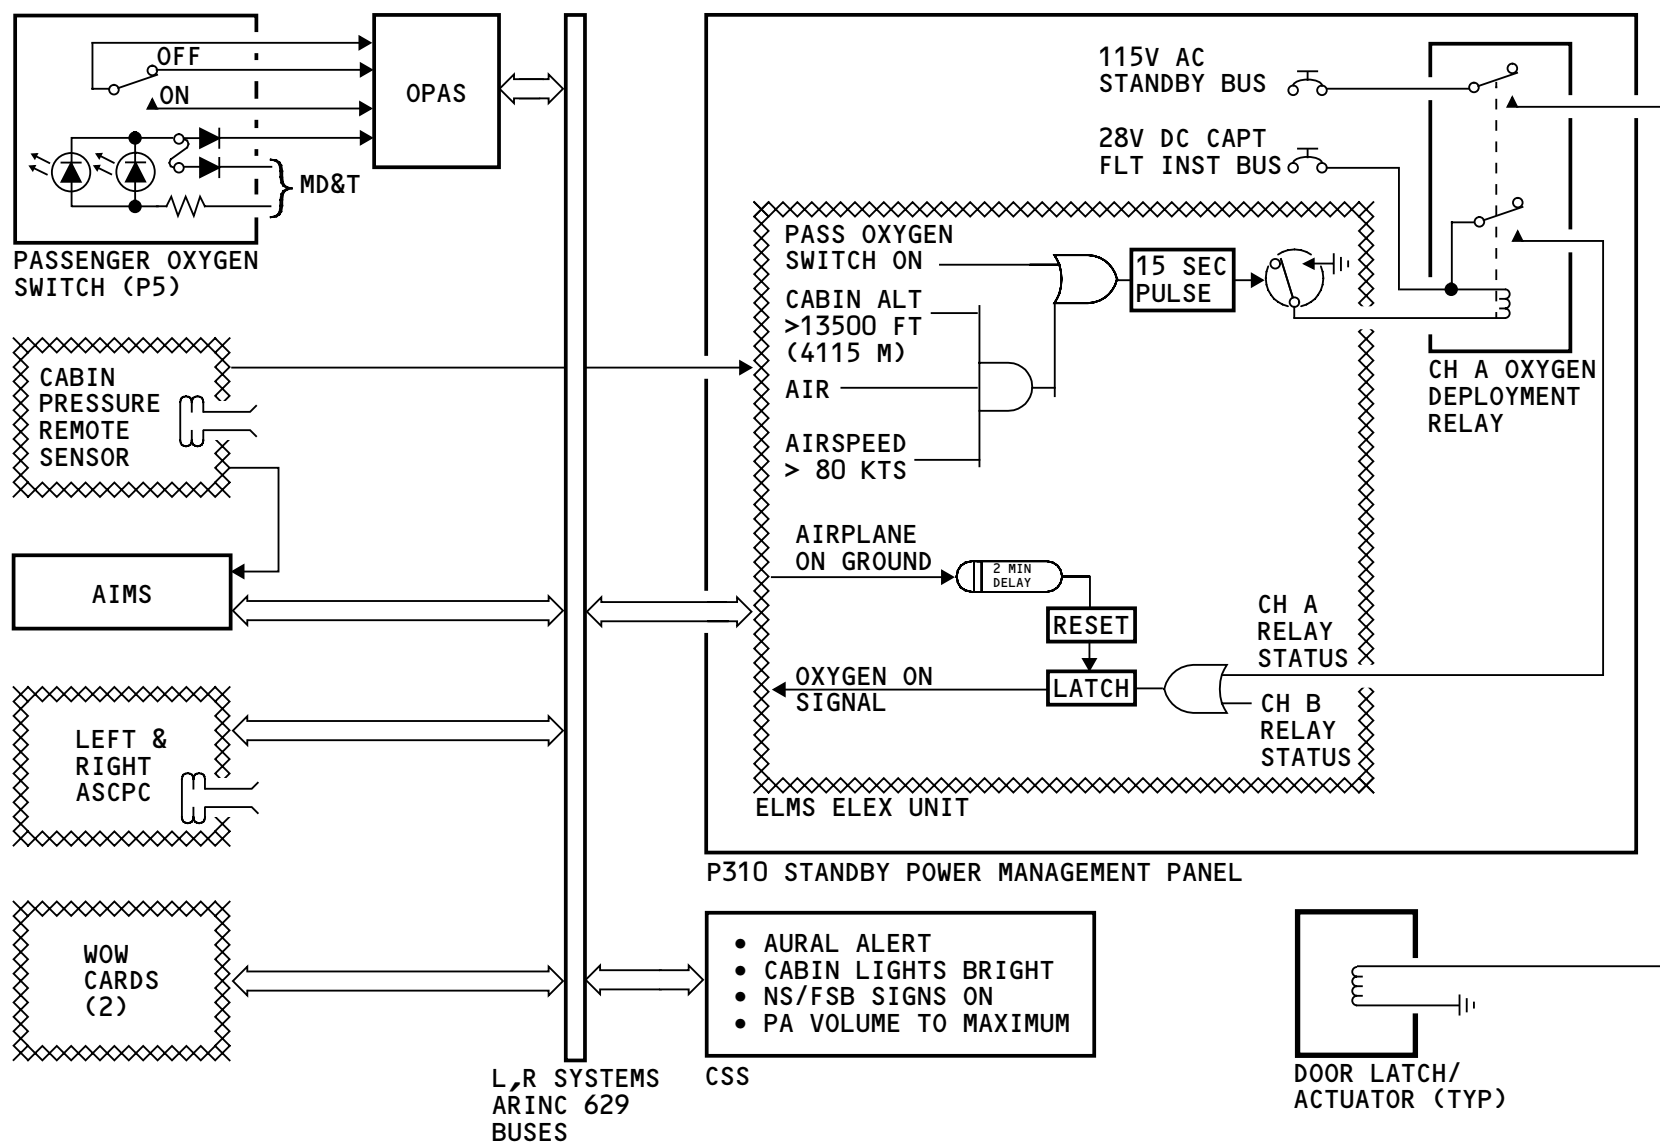 OFF
ON
OPAS
MD&T
PASSENGER OXYGEN
SWITCH (P5)
CABIN
PRESSURE
REMOTE
SENSOR
AIMS
LEFT &
RIGHT
ASCPC
WOW
CARDS
(2)
L,R SYSTEMS
ARINC 629
BUSES
115V AC
STANDBY BUS
28V DC CAPT
FLT INST BUS
PASS OXYGEN
SWITCH ON
CABIN ALT
>13500 FT
(4115 M)
AIR
AIRSPEED
> 80 KTS
15 SEC
PULSE
CH A OXYGEN
DEPLOYMENT
RELAY
AIRPLANE
ON GROUND
2 MIN
DELAY
RESET
LATCH
OXYGEN ON
SIGNAL
CH A
RELAY
STATUS
CH B
RELAY
STATUS
ELMS ELEX UNIT
P310 STANDBY POWER MANAGEMENT PANEL
• AURAL ALERT
• CABIN LIGHTS BRIGHT
• NS/FSB SIGNS ON
• PA VOLUME TO MAXIMUM
CSS
DOOR LATCH/
ACTUATOR (TYP)